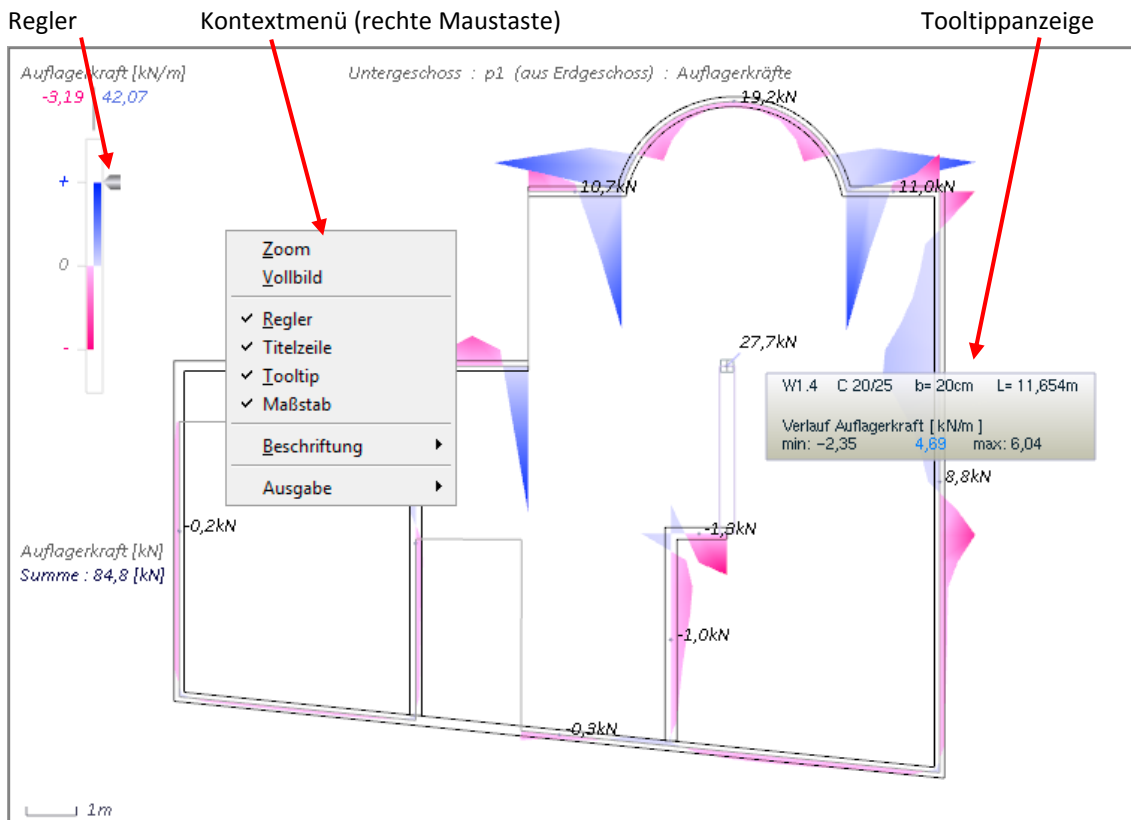 Regler Kontextmenü (rechte Maustaste) Tooltippanzeige
Auflagerkraft [kN/m]
-3,19 42,07
Untergeschoss : p1 (aus Erdgeschoss) : Auflagerkräfte
19,2kN
+
10,7kN
11,0kN
0
-
Zoom
Vollbild
✓ Regler
✓ Titelzeile
✓ Tooltip
✓ Maßstab
Beschriftung
Ausgabe
27,7kN
W1.4 C 20/25 b= 20cm L= 11,654m
Verlauf Auflagerkraft [ kN/m ]
min: −2,35 4,69 max: 6,04
8,8kN
-0,2kN
-1,3kN
Auflagerkraft [kN]
Summe : 84,8 [kN]
-1,0kN
-0,3kN
1m